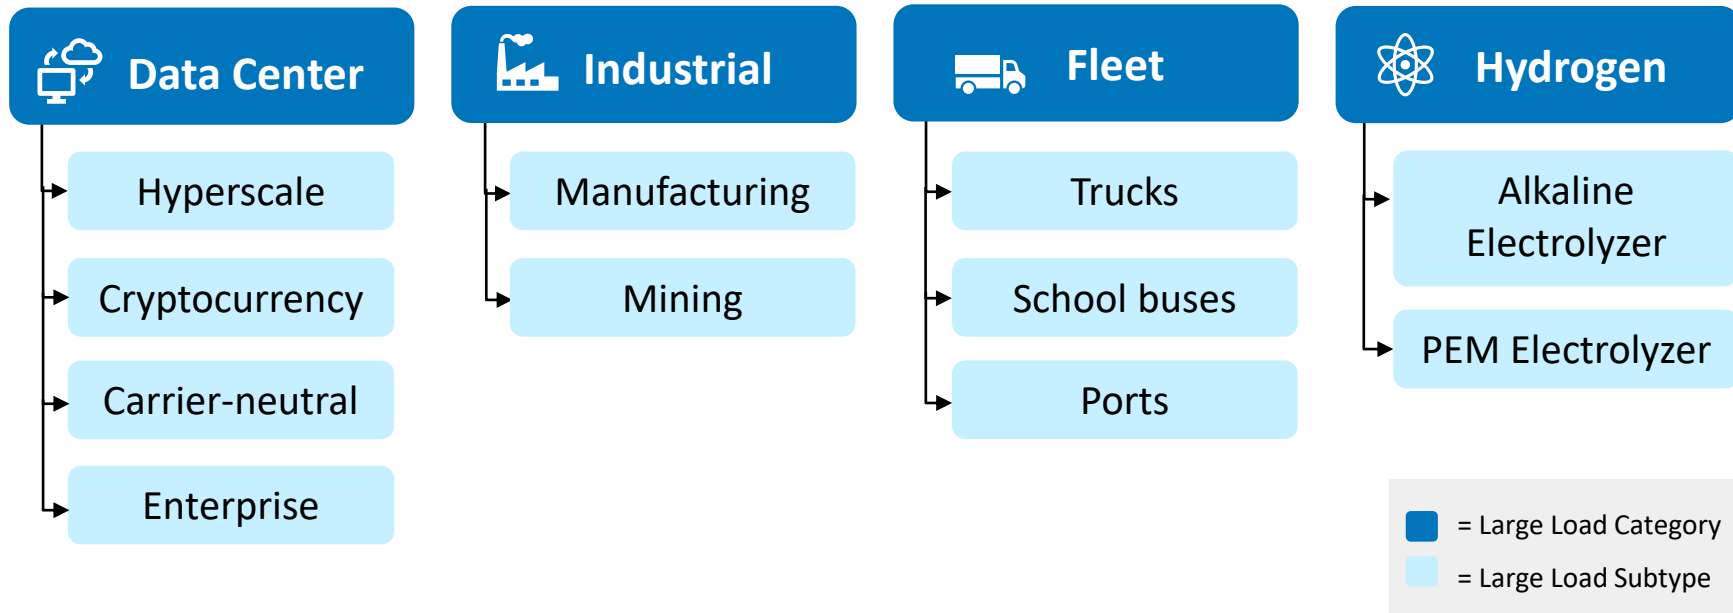 Data Center
Hyperscale
Cryptocurrency
Carrier-neutral
Enterprise
Industrial
Manufacturing
Mining
Fleet
Trucks
School buses
Ports
Hydrogen
Alkaline
Electrolyzer
PEM Electrolyzer
= Large Load Category
= Large Load Subtype